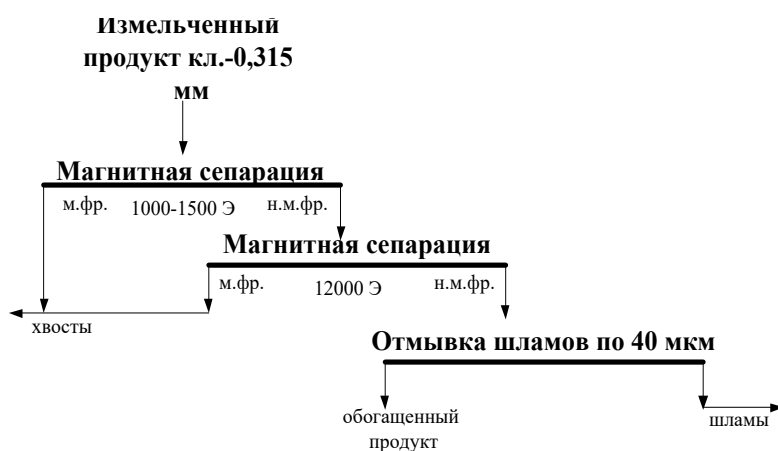 Измельченный
продукт кл.-0,315
мм
Магнитная сепарация
м.фр. 1000-1500 Э н.м.фр.
Магнитная сепарация
м.фр. 12000 Э н.м.фр.
хвосты
Отмывка шламов по 40 мкм
обогащенный
продукт
шламы